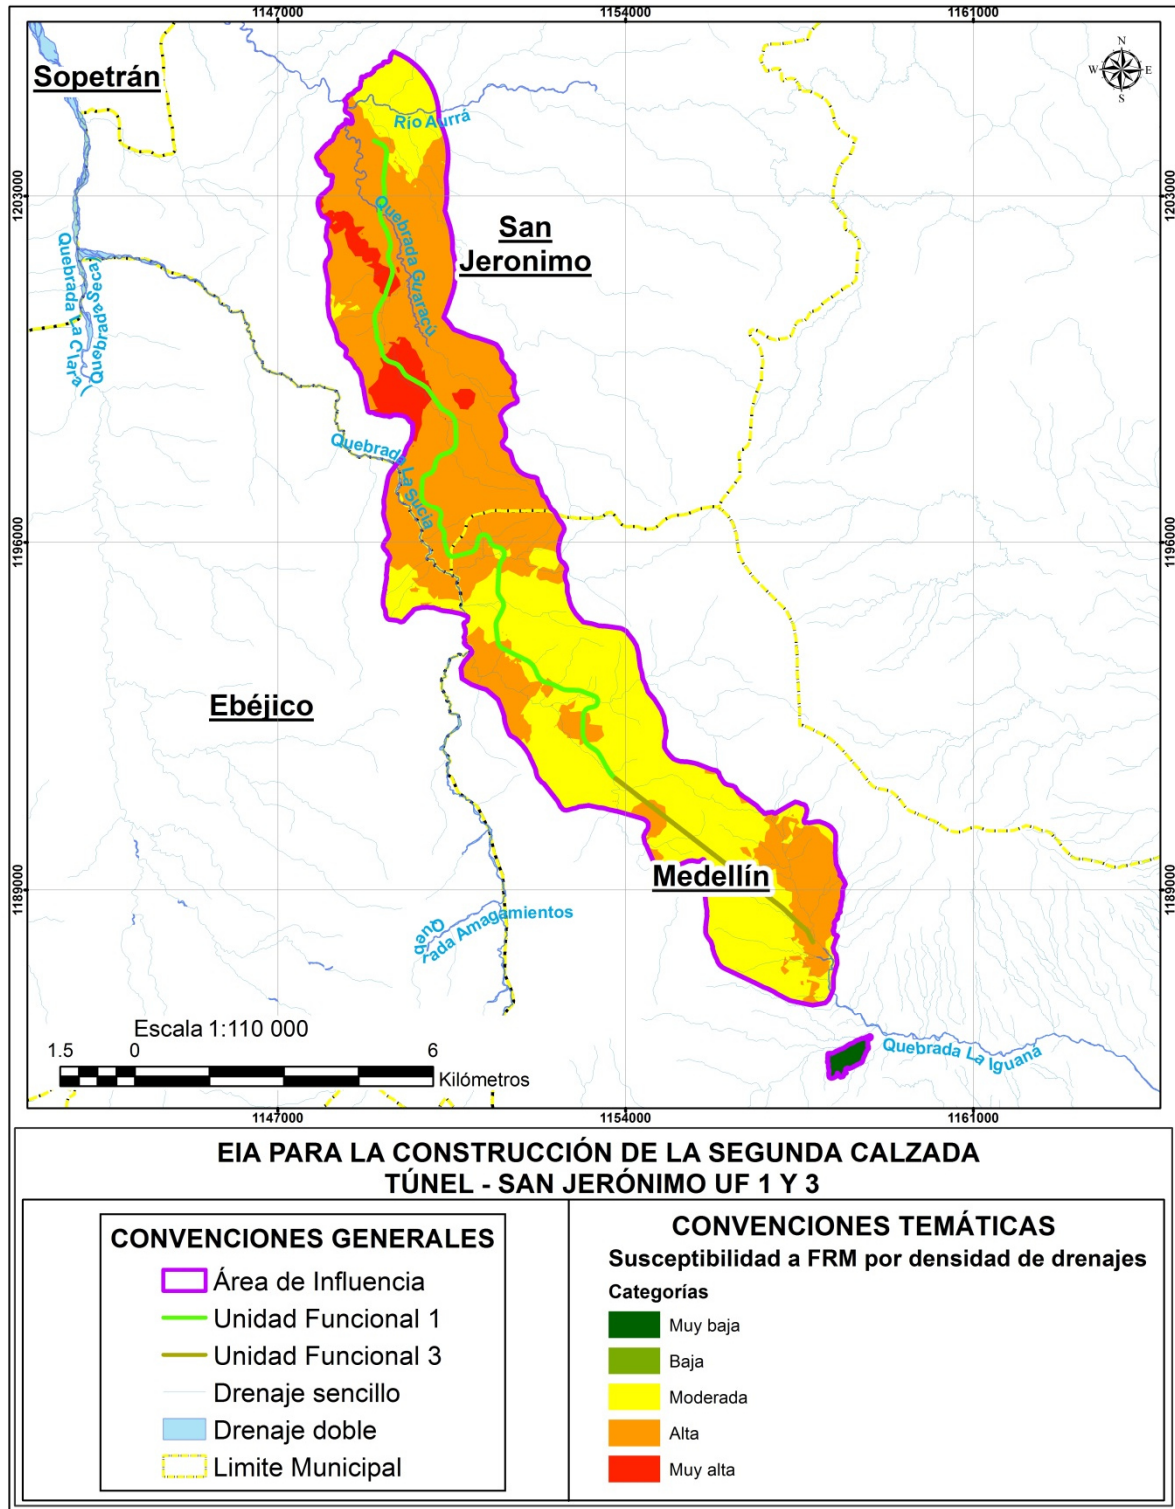 1147000
1154000
1161000
Sopetrán
N
W
E
S
Río Aurrá
1203000
1203000
San
Jeronimo
Quebrada Guaracú
Quebrada La Clara
Quebrada Seca
Quebrada La Sucia
1196000
1196000
Ebéjico
Medellín
1189000
1189000
Queb
rada Amagamientos
Escala 1:110 000
1.5
0
6
Kilómetros
Quebrada La Iguaná
1147000
1154000
1161000
EIA PARA LA CONSTRUCCIÓN DE LA SEGUNDA CALZADA
TÚNEL - SAN JERÓNIMO UF 1 Y 3
CONVENCIONES GENERALES
Área de Influencia
Unidad Funcional 1
Unidad Funcional 3
Drenaje sencillo
Drenaje doble
Limite Municipal
CONVENCIONES TEMÁTICAS
Susceptibilidad a FRM por densidad de drenajes
Categorías
Muy baja
Baja
Moderada
Alta
Muy alta